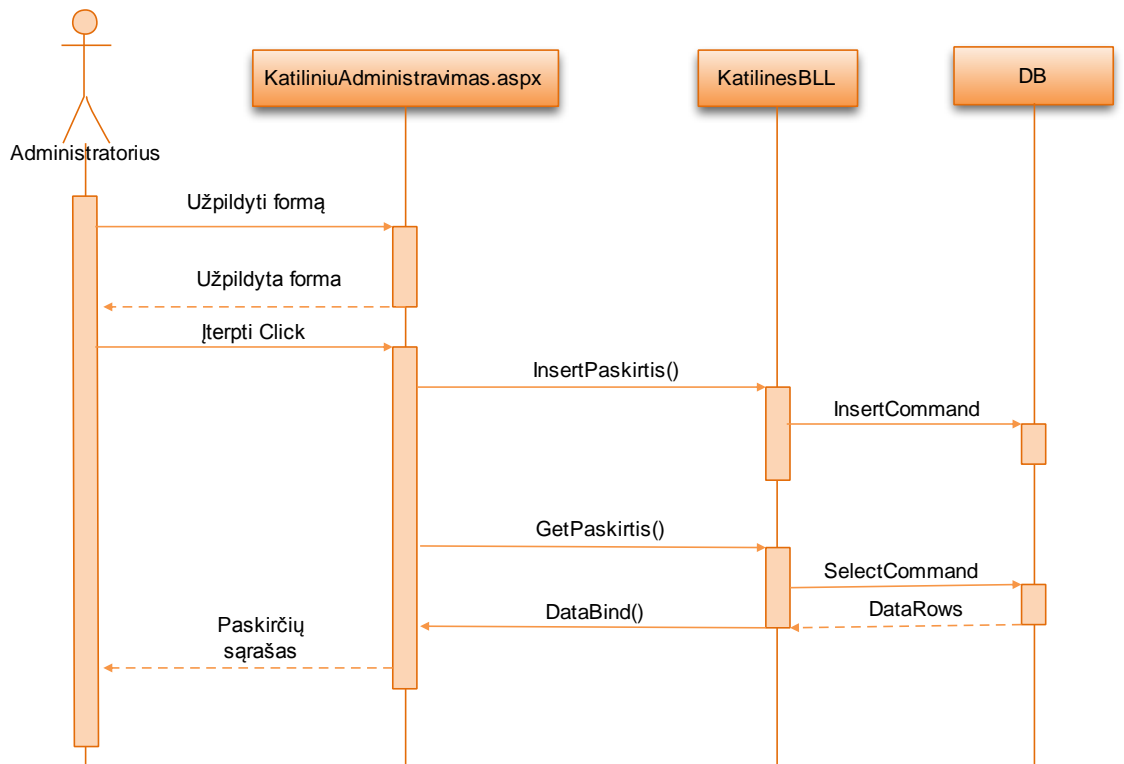 KatiliniuAdministravimas.aspx
KatilinesBLL
DB
Administratorius
Užpildyti formą
Užpildyta forma
Įterpti Click
InsertPaskirtis()
InsertCommand
GetPaskirtis()
SelectCommand
DataRows
DataBind()
Paskirčių
sąrašas